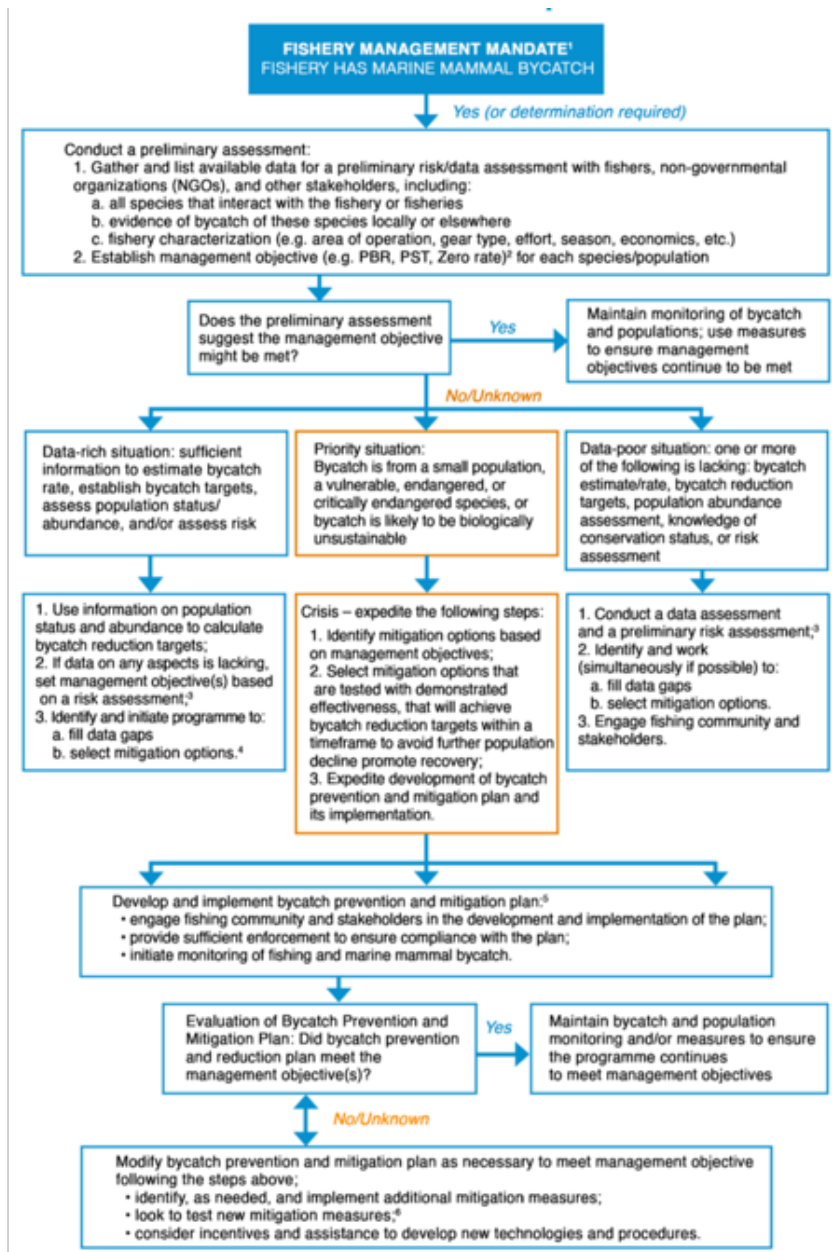 FISHERY MANAGEMENT MANDATE¹
FISHERY HAS MARINE MAMMAL BYCATCH
Yes (or determination required)
Conduct a preliminary assessment:
1. Gather and list available data for a preliminary risk/data assessment with fishers, non-governmental
organizations (NGOs), and other stakeholders, including:
a. all species that interact with the fishery or fisheries
b. evidence of bycatch of these species locally or elsewhere
c. fishery characterization (e.g. area of operation, gear type, effort, season, economics, etc.)
2. Establish management objective (e.g. PBR, PST, Zero rate)² for each species/population
Does the preliminary assessment
suggest the management objective
might be met?
Yes
Maintain monitoring of bycatch
and populations; use measures
to ensure management
objectives continue to be met
No/Unknown
Data-rich situation: sufficient
information to estimate bycatch
rate, establish bycatch targets,
assess population status/
abundance, and/or assess risk
Priority situation:
Bycatch is from a small population,
a vulnerable, endangered, or
critically endangered species, or
bycatch is likely to be biologically
unsustainable
Data-poor situation: one or more
of the following is lacking: bycatch
estimate/rate, bycatch reduction
targets, population abundance
assessment, knowledge of
conservation status, or risk
assessment
1. Use information on population
status and abundance to calculate
bycatch reduction targets;
2. If data on any aspects is lacking,
set management objective(s) based
on a risk assessment;³
3. Identify and initiate programme to:
a. fill data gaps
b. select mitigation options.⁴
Crisis – expedite the following steps:
1. Identify mitigation options based
on management objectives;
2. Select mitigation options that
are tested with demonstrated
effectiveness, that will achieve
bycatch reduction targets within a
timeframe to avoid further population
decline promote recovery;
3. Expedite development of bycatch
prevention and mitigation plan and
its implementation.
1. Conduct a data assessment
and a preliminary risk assessment;³
2. Identify and work
(simultaneously if possible) to:
a. fill data gaps
b. select mitigation options.
3. Engage fishing community and
stakeholders.
Develop and implement bycatch prevention and mitigation plan:⁵
• engage fishing community and stakeholders in the development and implementation of the plan;
• provide sufficient enforcement to ensure compliance with the plan;
• initiate monitoring of fishing and marine mammal bycatch.
Evaluation of Bycatch Prevention and
Mitigation Plan: Did bycatch prevention
and reduction plan meet the
management objective(s)?
Yes
Maintain bycatch and population
monitoring and/or measures to ensure
the programme continues
to meet management objectives
No/Unknown
Modify bycatch prevention and mitigation plan as necessary to meet management objective
following the steps above;
• identify, as needed, and implement additional mitigation measures;
• look to test new mitigation measures;⁶
• consider incentives and assistance to develop new technologies and procedures.